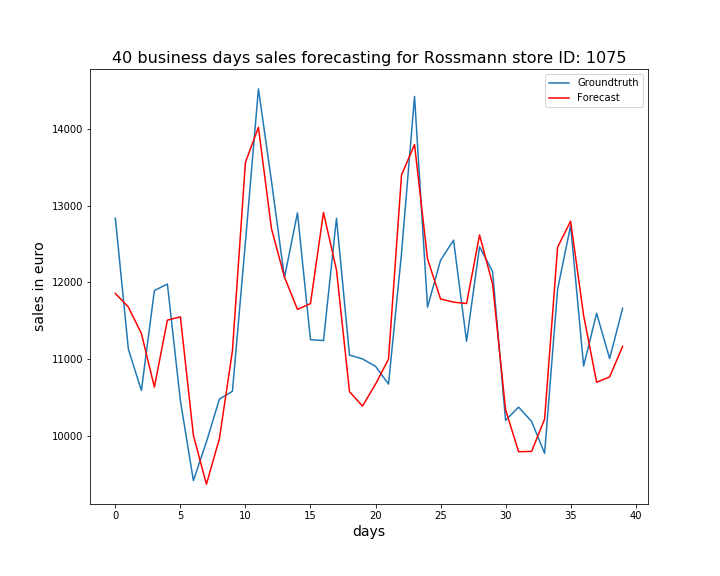 40 business days sales forecasting for Rossmann store ID: 1075
Groundtruth
Forecast
14000
13000
12000
11000
10000
sales in euro
0 5 10 15 20 25 30 35 40
days